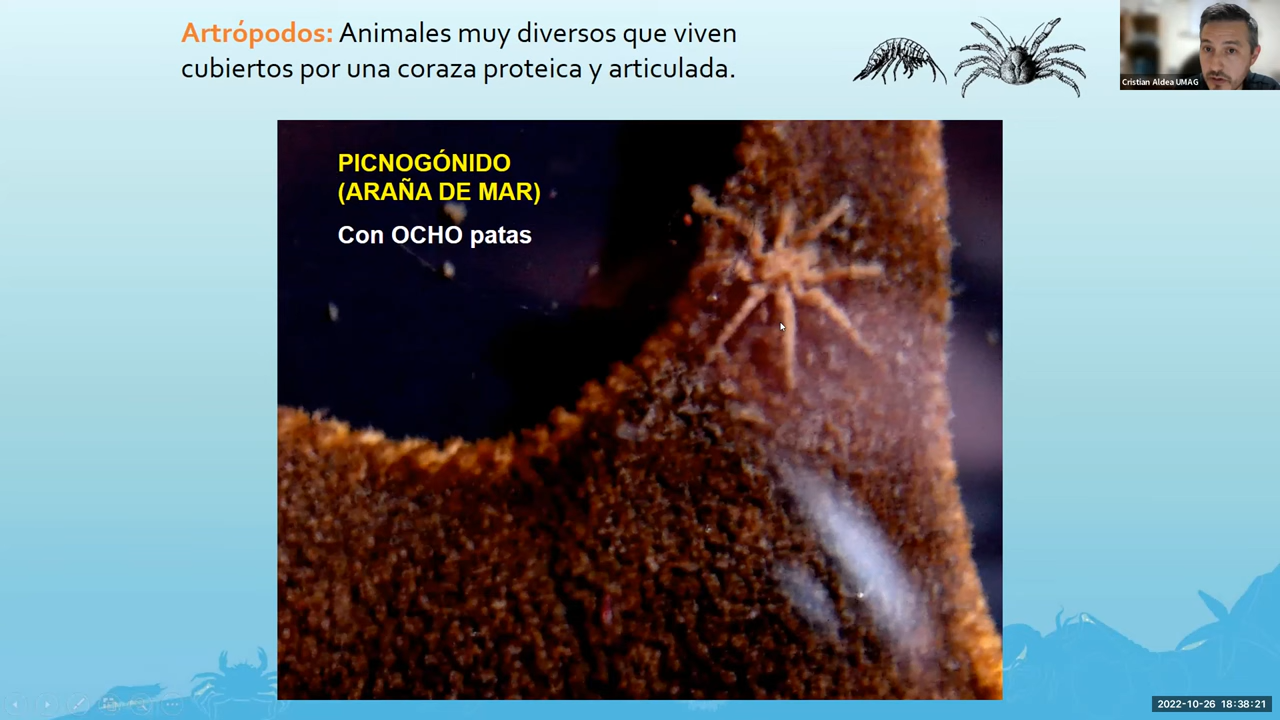 Artrópodos: Animales muy diversos que viven
cubiertos por una coraza proteica y articulada.
Cristian Aldea UMAG
PICNOGÓNIDO
(ARAÑA DE MAR)
Con OCHO patas
2022-10-26 18:38:21